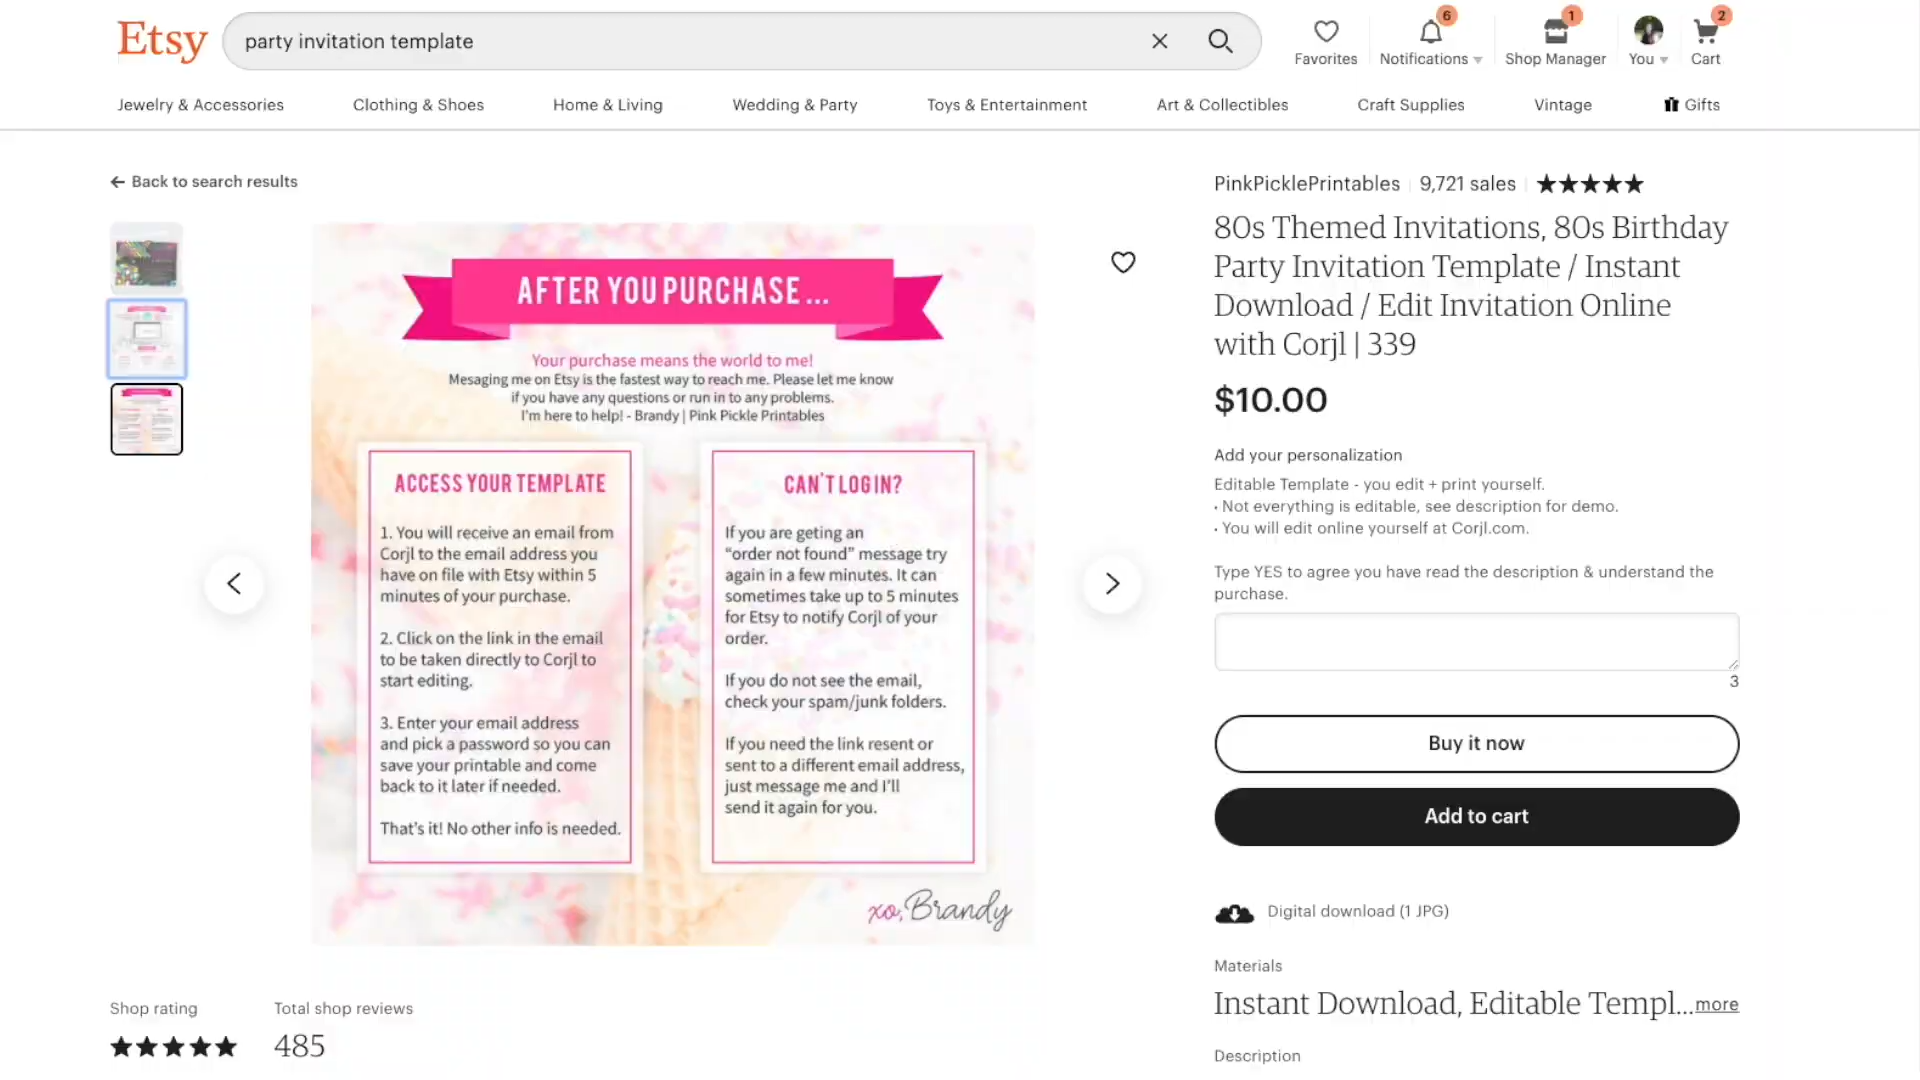 Etsy
party invitation template
Favorites
6
Notifications
1
Shop Manager
You
2
Cart
Jewelry & Accessories
Clothing & Shoes
Home & Living
Wedding & Party
Toys & Entertainment
Art & Collectibles
Craft Supplies
Vintage
Gifts
Back to search results
AFTER YOU PURCHASE ...
Your purchase means the world to me!
Mesaging me on Etsy is the fastest way to reach me. Please let me know
if you have any questions or run in to any problems.
I'm here to help! - Brandy | Pink Pickle Printables
ACCESS YOUR TEMPLATE
1. You will receive an email from
Corjl to the email address you
have on file with Etsy within 5
minutes of your purchase.
2. Click on the link in the email
to be taken directly to Corjl to
start editing.
3. Enter your email address
and pick a password so you can
save your printable and come
back to it later if needed.
That's it! No other info is needed.
CAN'T LOG IN?
If you are geting an
"order not found" message try
again in a few minutes. It can
sometimes take up to 5 minutes
for Etsy to notify Corjl of your
order.
If you do not see the email,
check your spam/junk folders.
If you need the link resent or
sent to a different email address,
just message me and I'll
send it again for you.
xo, Brandy
Shop rating
Total shop reviews
485
PinkPicklePrintables
9,721 sales
80s Themed Invitations, 80s Birthday
Party Invitation Template / Instant
Download / Edit Invitation Online
with Corjl | 339
$10.00
Add your personalization
Editable Template - you edit + print yourself.
• Not everything is editable, see description for demo.
• You will edit online yourself at Corjl.com.
Type YES to agree you have read the description & understand the
purchase.
3
Buy it now
Add to cart
Digital download (1 JPG)
Materials
Instant Download, Editable Templ...more
Description